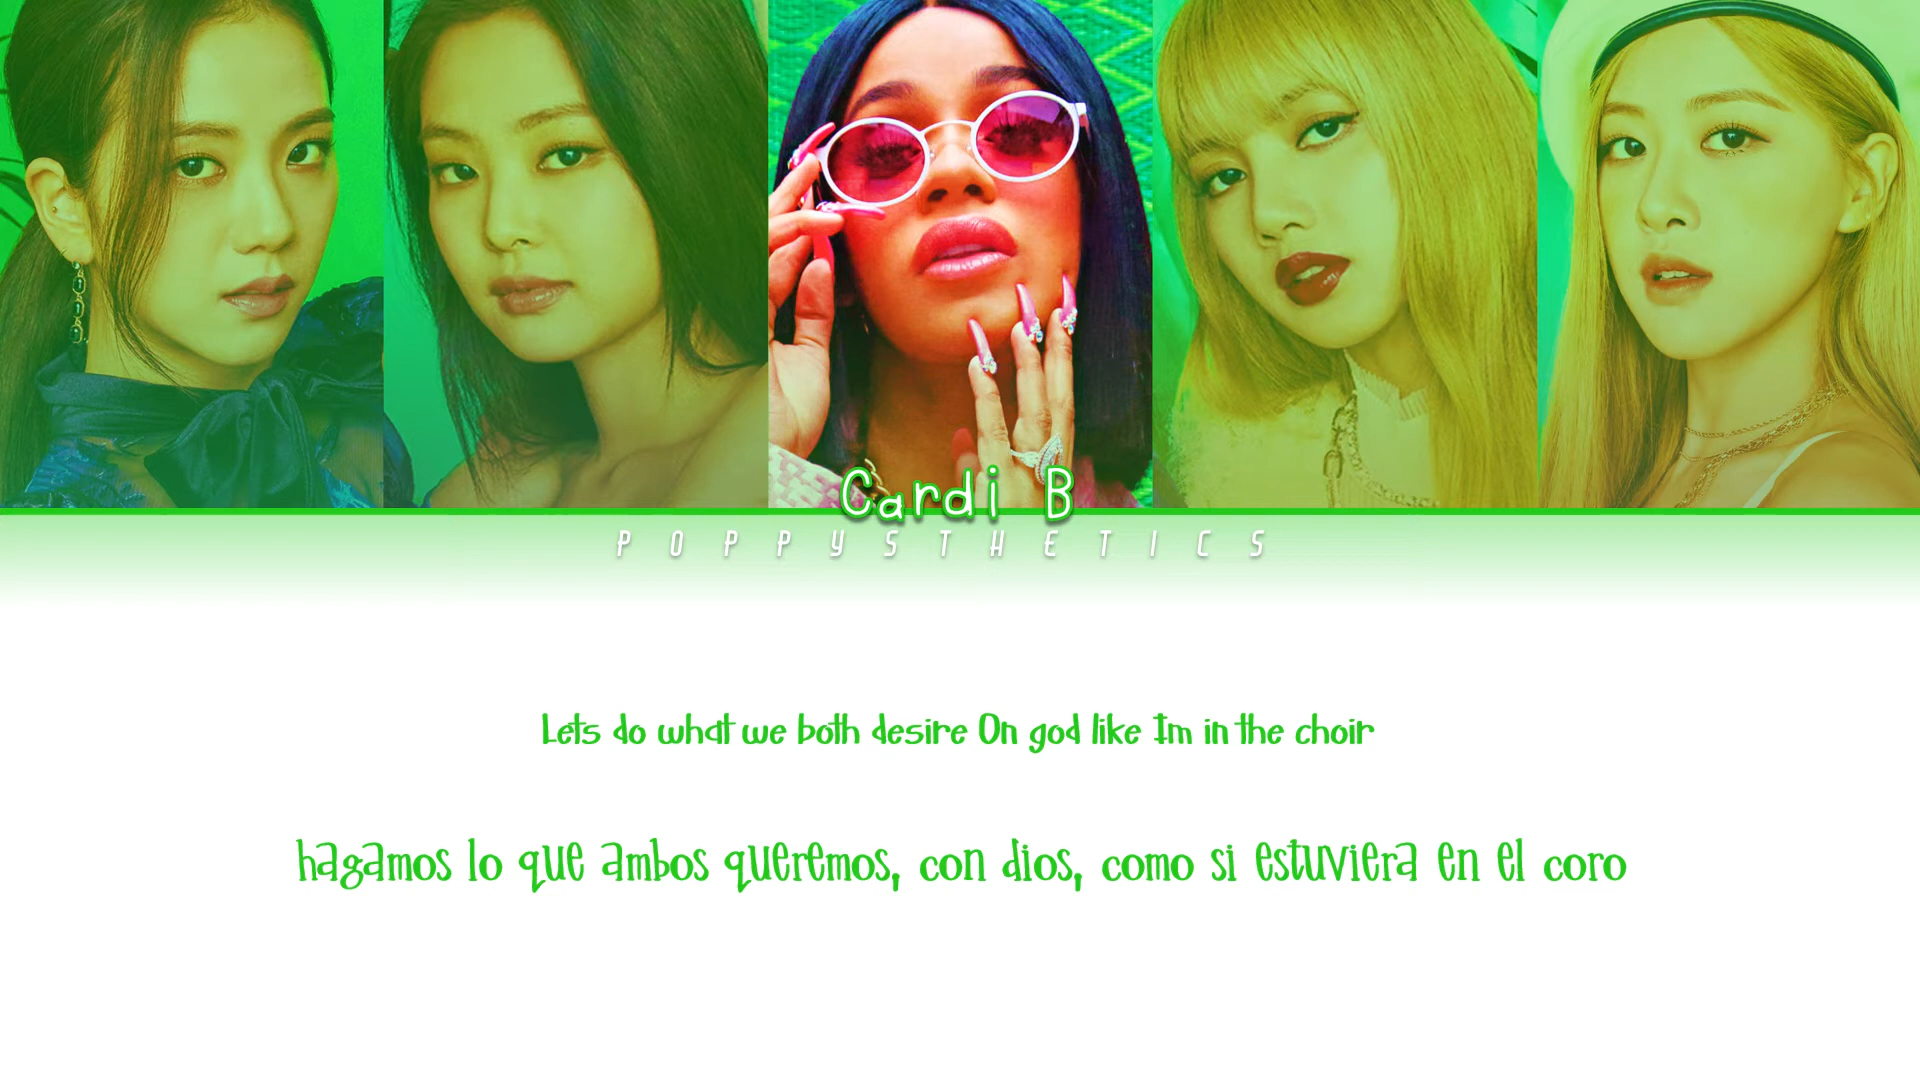 Cardi B
POPPYSTHETICS
Lets do what we both desire On god like Im in the choir
hagamos lo que ambos queremos, con dios, como si estuviera en el coro